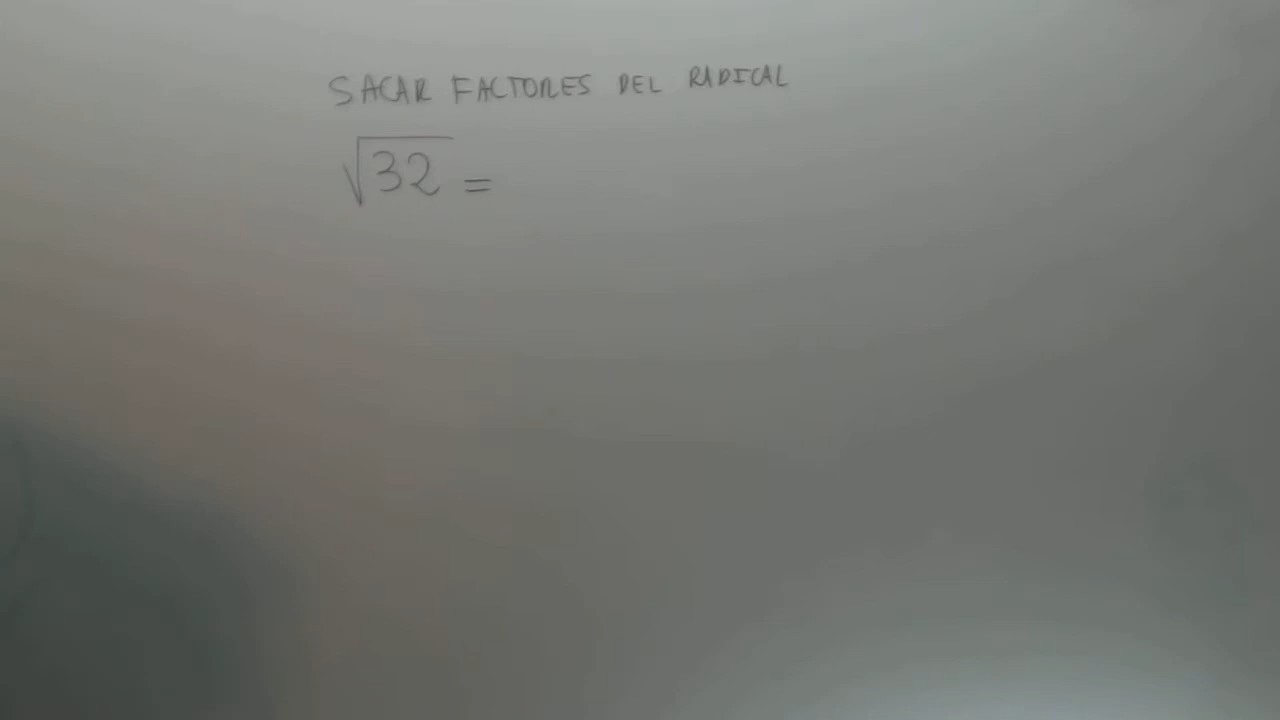 SACAR FACTORES DEL RADICAL
√32 =